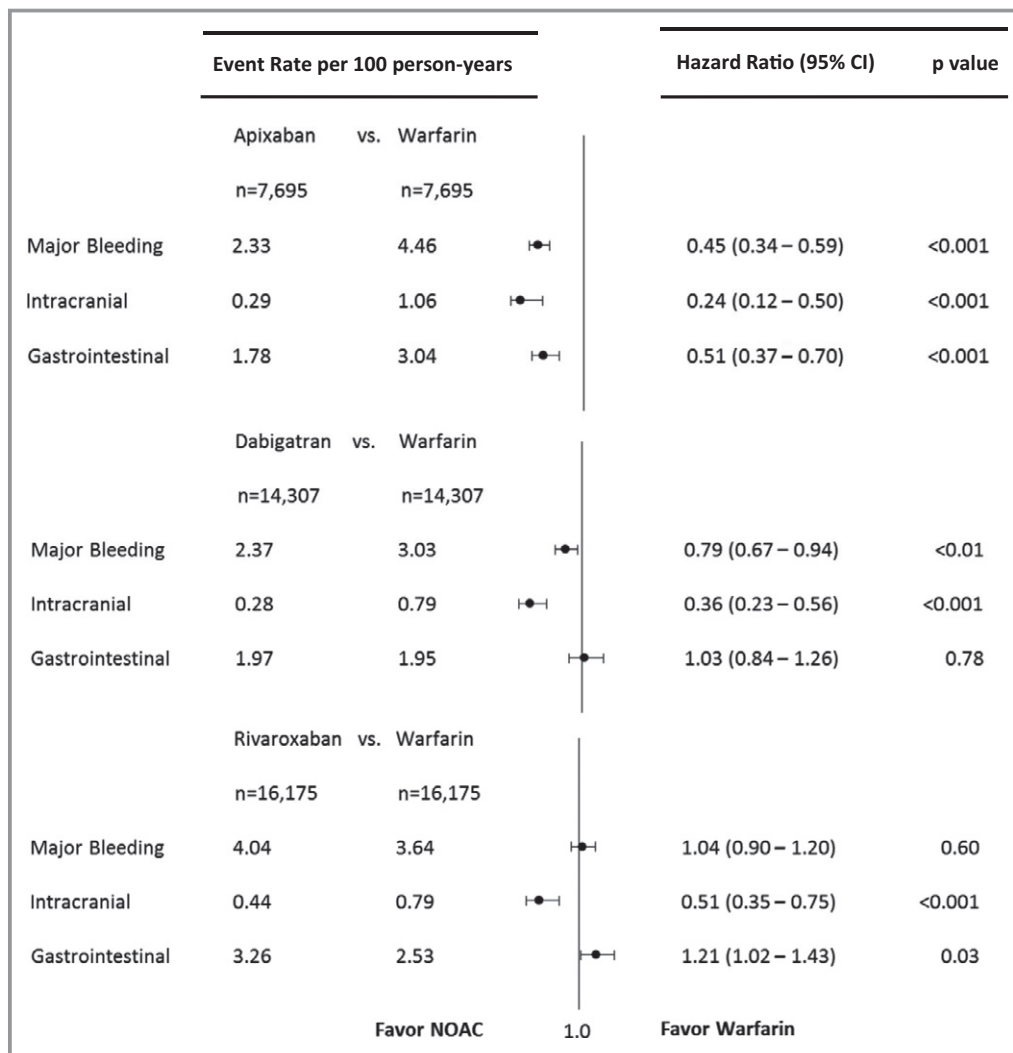 Event Rate per 100 person-years Hazard Ratio (95% CI) p value
Apixaban vs. Warfarin
n=7,695 n=7,695
Major Bleeding 2.33 4.46 0.45 (0.34 – 0.59) <0.001
Intracranial 0.29 1.06 0.24 (0.12 – 0.50) <0.001
Gastrointestinal 1.78 3.04 0.51 (0.37 – 0.70) <0.001
Dabigatran vs. Warfarin
n=14,307 n=14,307
Major Bleeding 2.37 3.03 0.79 (0.67 – 0.94) <0.01
Intracranial 0.28 0.79 0.36 (0.23 – 0.56) <0.001
Gastrointestinal 1.97 1.95 1.03 (0.84 – 1.26) 0.78
Rivaroxaban vs. Warfarin
n=16,175 n=16,175
Major Bleeding 4.04 3.64 1.04 (0.90 – 1.20) 0.60
Intracranial 0.44 0.79 0.51 (0.35 – 0.75) <0.001
Gastrointestinal 3.26 2.53 1.21 (1.02 – 1.43) 0.03
Favor NOAC 1.0 Favor Warfarin